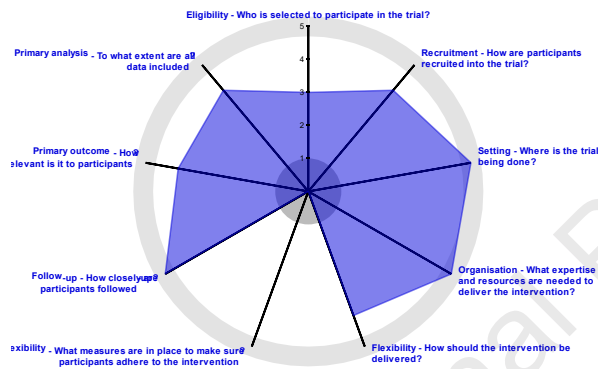 Eligibility - Who is selected to participate in the trial?
5
4
3
2
1
Recruitment - How are participants
recruited into the trial?
Setting - Where is the trial
being done?
Organisation - What expertise
and resources are needed to
deliver the intervention?
Flexibility - How should the intervention be
delivered?
exibility - What measures are in place to make sure?
participants adhere to the intervention
Follow-up - How closely are
participants followed
Primary outcome - How
elevant is it to participants
Primary analysis - To what extent are all
data included